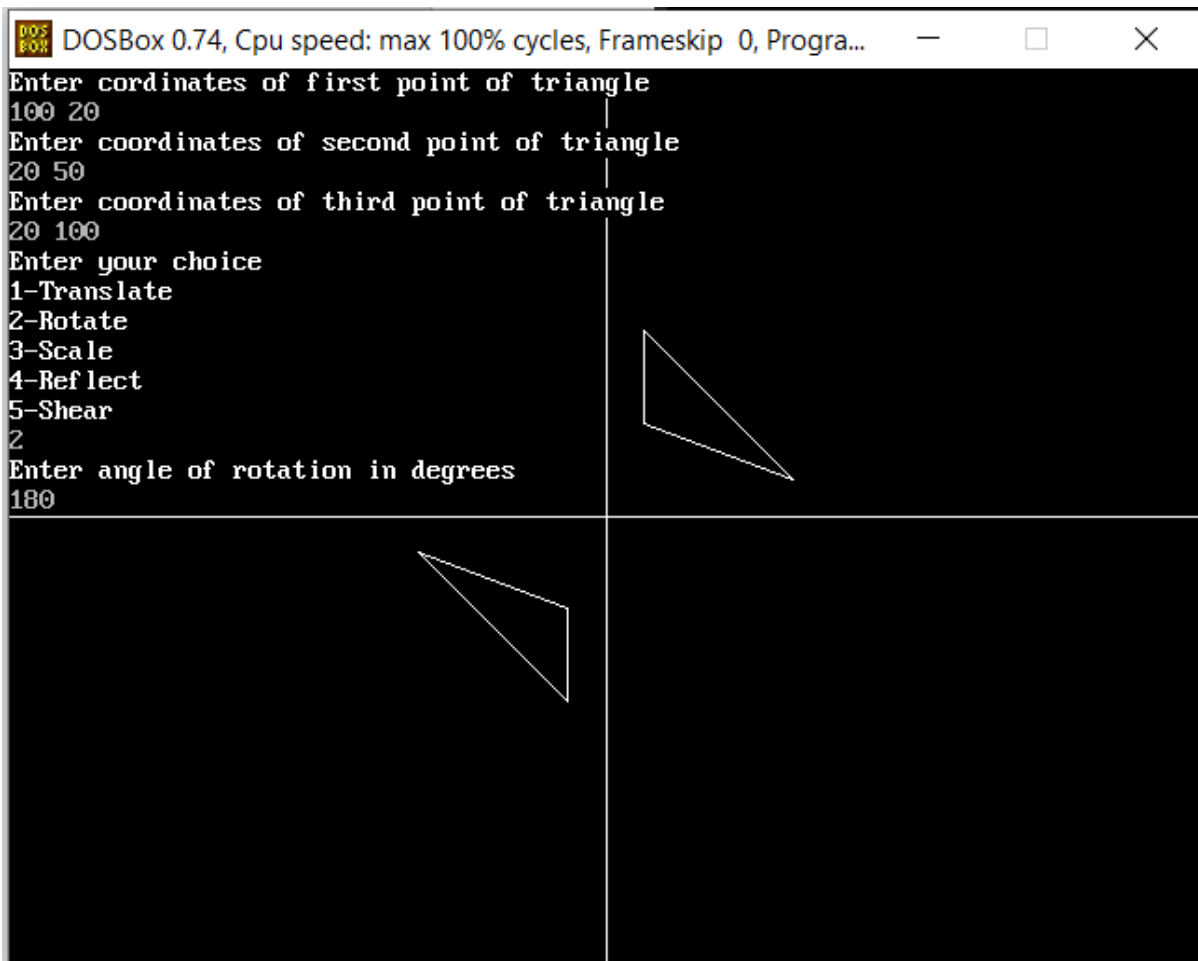 DOS BOX DOSBox 0.74, Cpu speed: max 100% cycles, Frameskip 0, Progra...
Enter cordinates of first point of triangle
100 20
Enter coordinates of second point of triangle
20 50
Enter coordinates of third point of triangle
20 100
Enter your choice
1-Translate
2-Rotate
3-Scale
4-Reflect
5-Shear
2
Enter angle of rotation in degrees
180